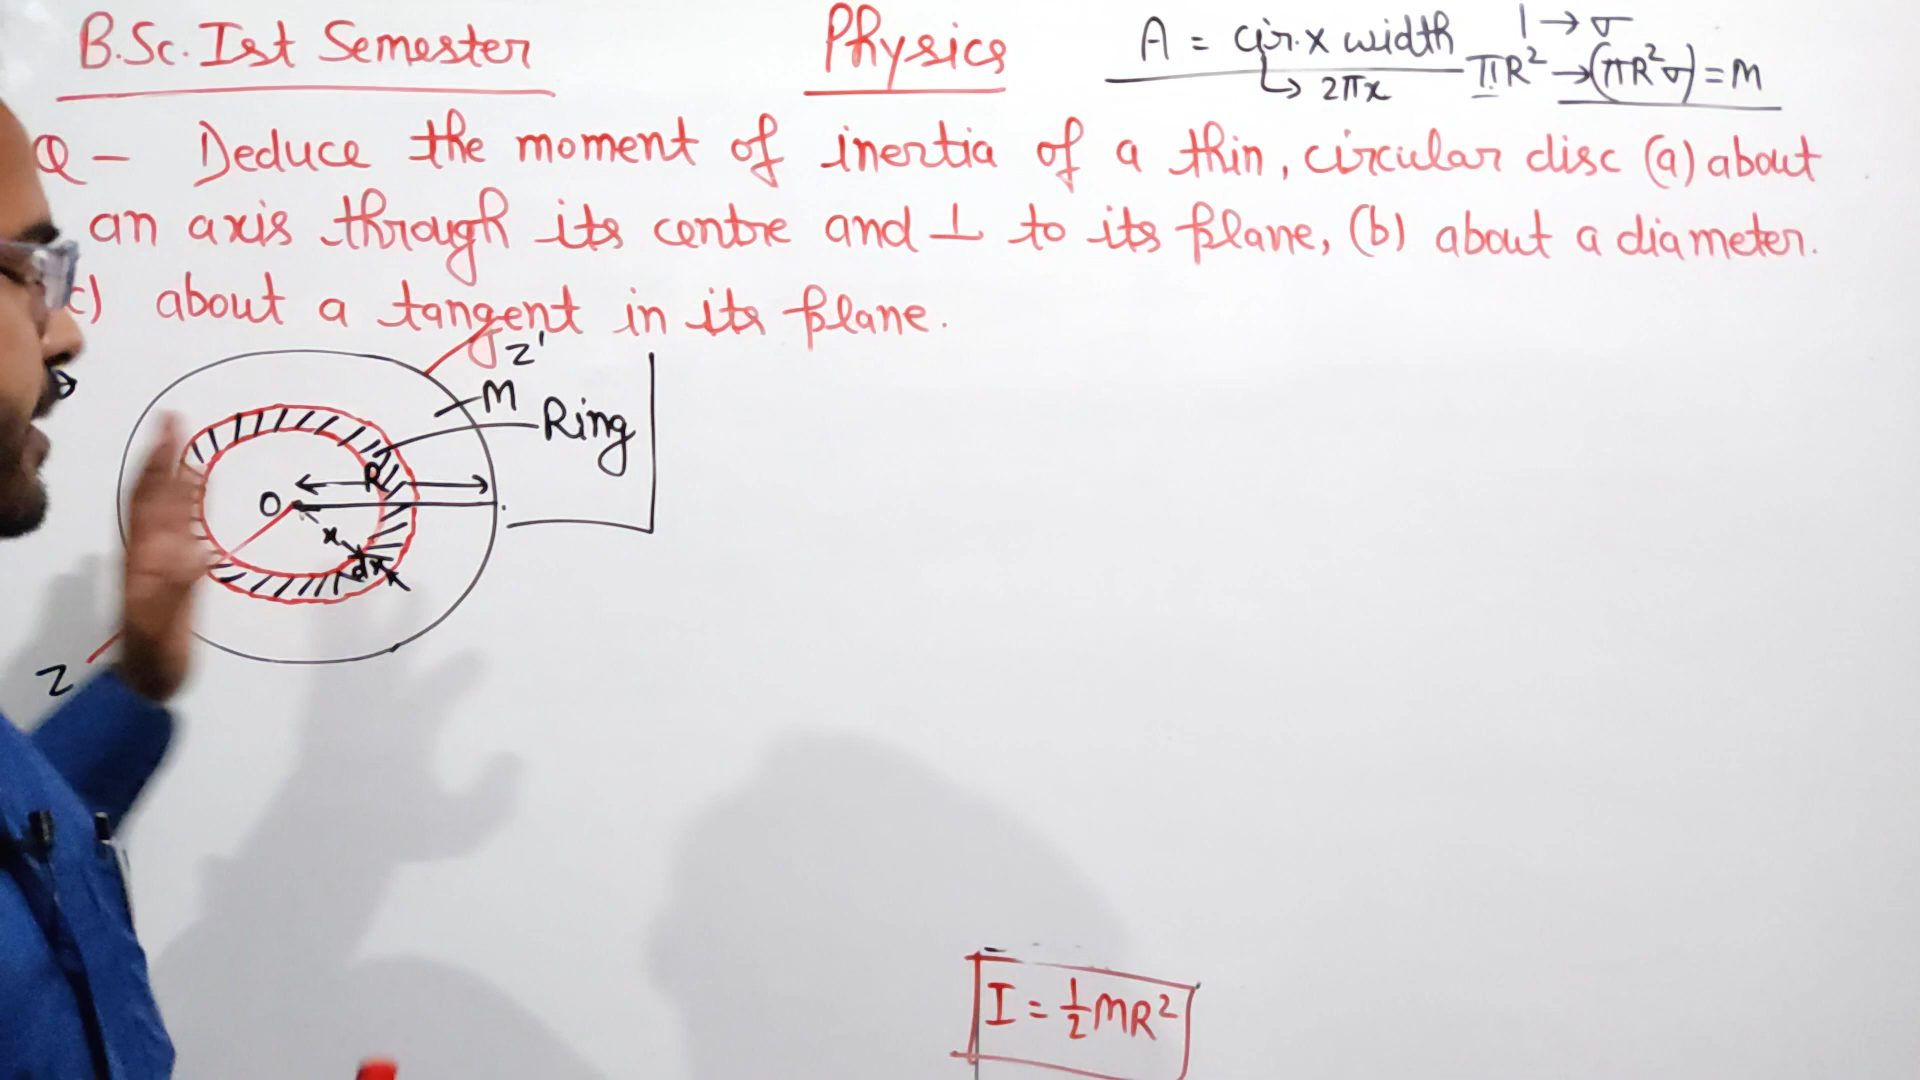 B.Sc. Ist Semester
Physics
A = cir. x width
↳ 2πx
1 → σ
πR² → (πR²σ) = M
Q - Deduce the moment of inertia of a thin, circular disc (a) about
an axis through its centre and ⊥ to its plane, (b) about a diameter.
c) about a tangent in its plane.
Z'
M
Ring
R
O
x
dx
Z
I = ½MR²